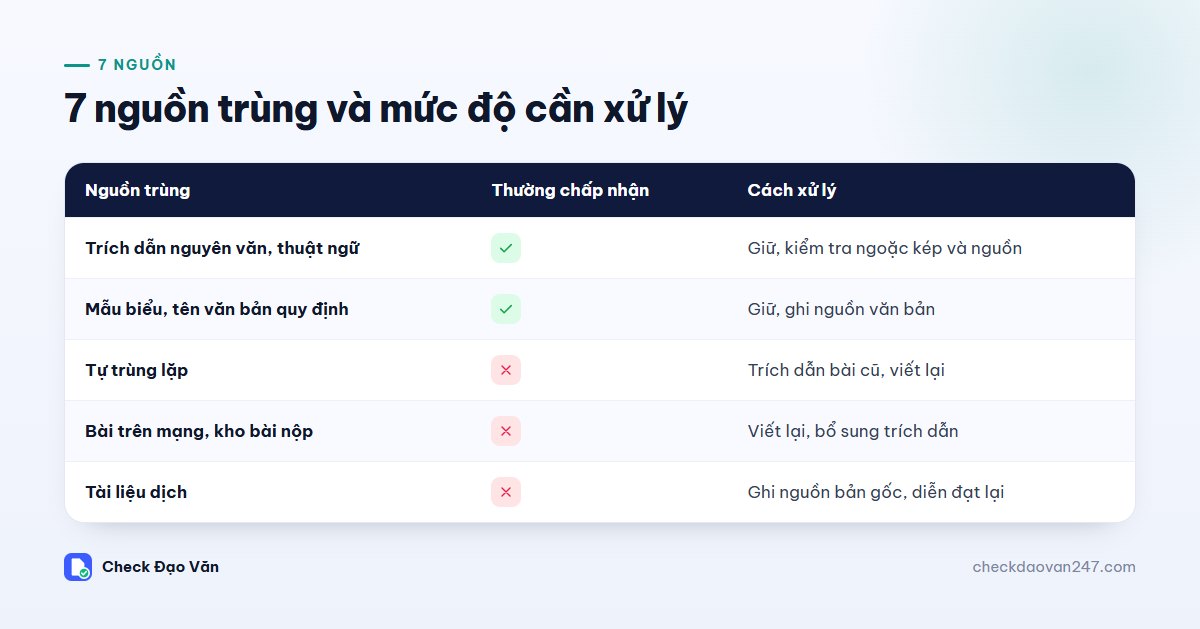 7 NGUỒN
7 nguồn trùng và mức độ cần xử lý
Nguồn trùng Thường chấp nhận Cách xử lý
Trích dẫn nguyên văn, thuật ngữ Giữ, kiểm tra ngoặc kép và nguồn
Mẫu biểu, tên văn bản quy định Giữ, ghi nguồn văn bản
Tự trùng lặp Trích dẫn bài cũ, viết lại
Bài trên mạng, kho bài nộp Viết lại, bổ sung trích dẫn
Tài liệu dịch Ghi nguồn bản gốc, diễn đạt lại
Check Đạo Văn checkdaovan247.com